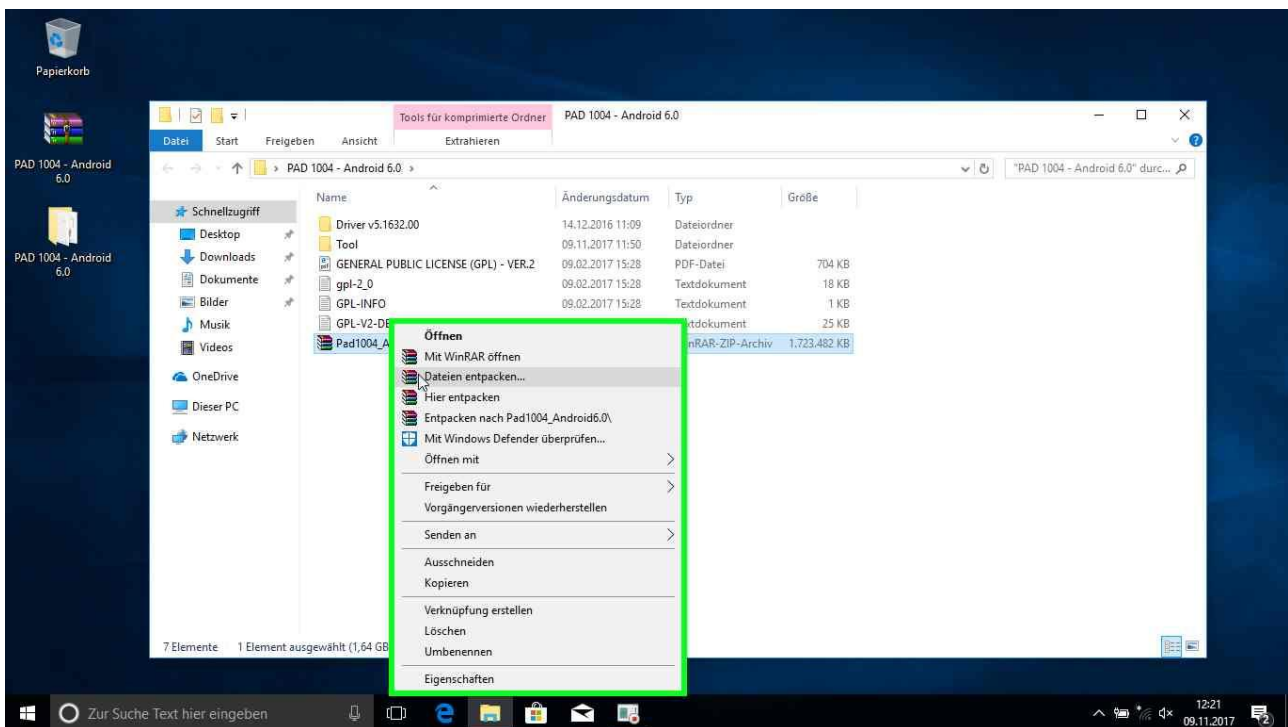 Papierkorb
PAD 1004 - Android
6.0
PAD 1004 - Android
6.0
Tools für komprimierte Ordner
PAD 1004 - Android 6.0
Datei Start Freigeben Ansicht Extrahieren
PAD 1004 - Android 6.0
"PAD 1004 - Android 6.0" durc...
Schnellzugriff
Desktop
Downloads
Dokumente
Bilder
Musik
Videos
OneDrive
Dieser PC
Netzwerk
Name Änderungsdatum Typ Größe
Driver v5.1632.00 14.12.2016 11:09 Dateiordner
Tool 09.11.2017 11:50 Dateiordner
GENERAL PUBLIC LICENSE (GPL) - VER.2 09.02.2017 15:28 PDF-Datei 704 KB
gpl-2_0 09.02.2017 15:28 Textdokument 18 KB
GPL-INFO 09.02.2017 15:28 Textdokument 1 KB
GPL-V2-DE 25 KB
Pad1004_A 1.723.482 KB
Öffnen
Mit WinRAR öffnen
Dateien entpacken...
Hier entpacken
Entpacken nach Pad1004_Android6.0\
Mit Windows Defender überprüfen...
Öffnen mit
Freigeben für
Vorgängerversionen wiederherstellen
Senden an
Ausschneiden
Kopieren
Verknüpfung erstellen
Löschen
Umbenennen
Eigenschaften
7 Elemente 1 Element ausgewählt (1,64 GB
Zur Suche Text hier eingeben
12:21
09.11.2017